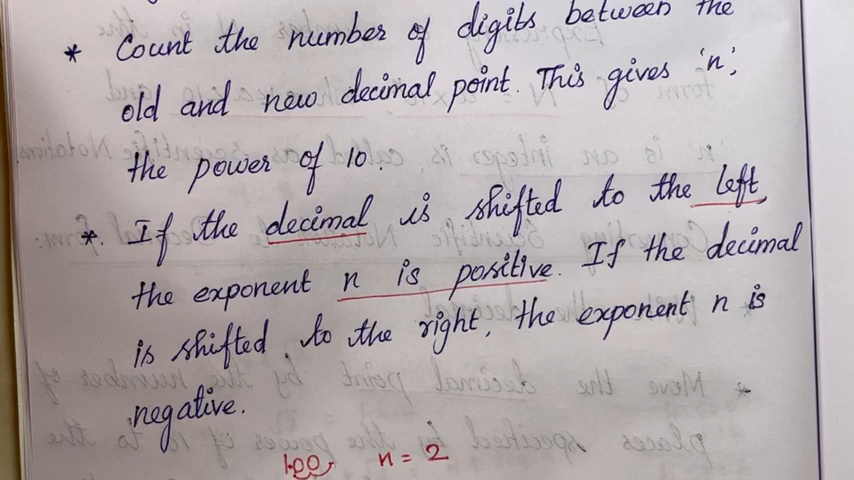 * Count the number of digits between the
old and new decimal point. This gives 'n',
the power of 10.
* If the decimal is shifted to the left,
the exponent n is positive. If the decimal
is shifted to the right, the exponent n is
negative.
100 n = 2